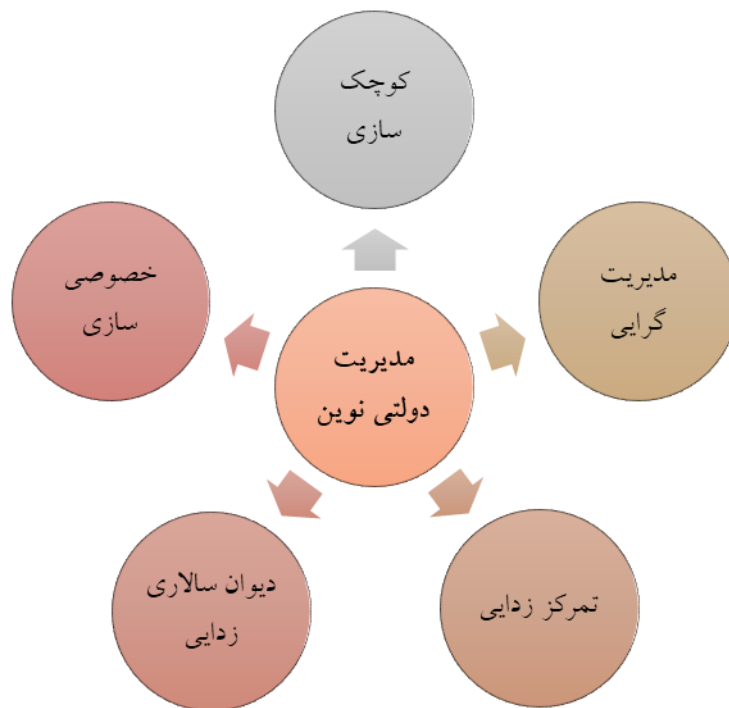 کوچک
سازی
مدیریت
گرایی
خصوصی
سازی
مدیریت
دولتی نوین
تمرکز زدایی
دیوان سالاری
زدایی